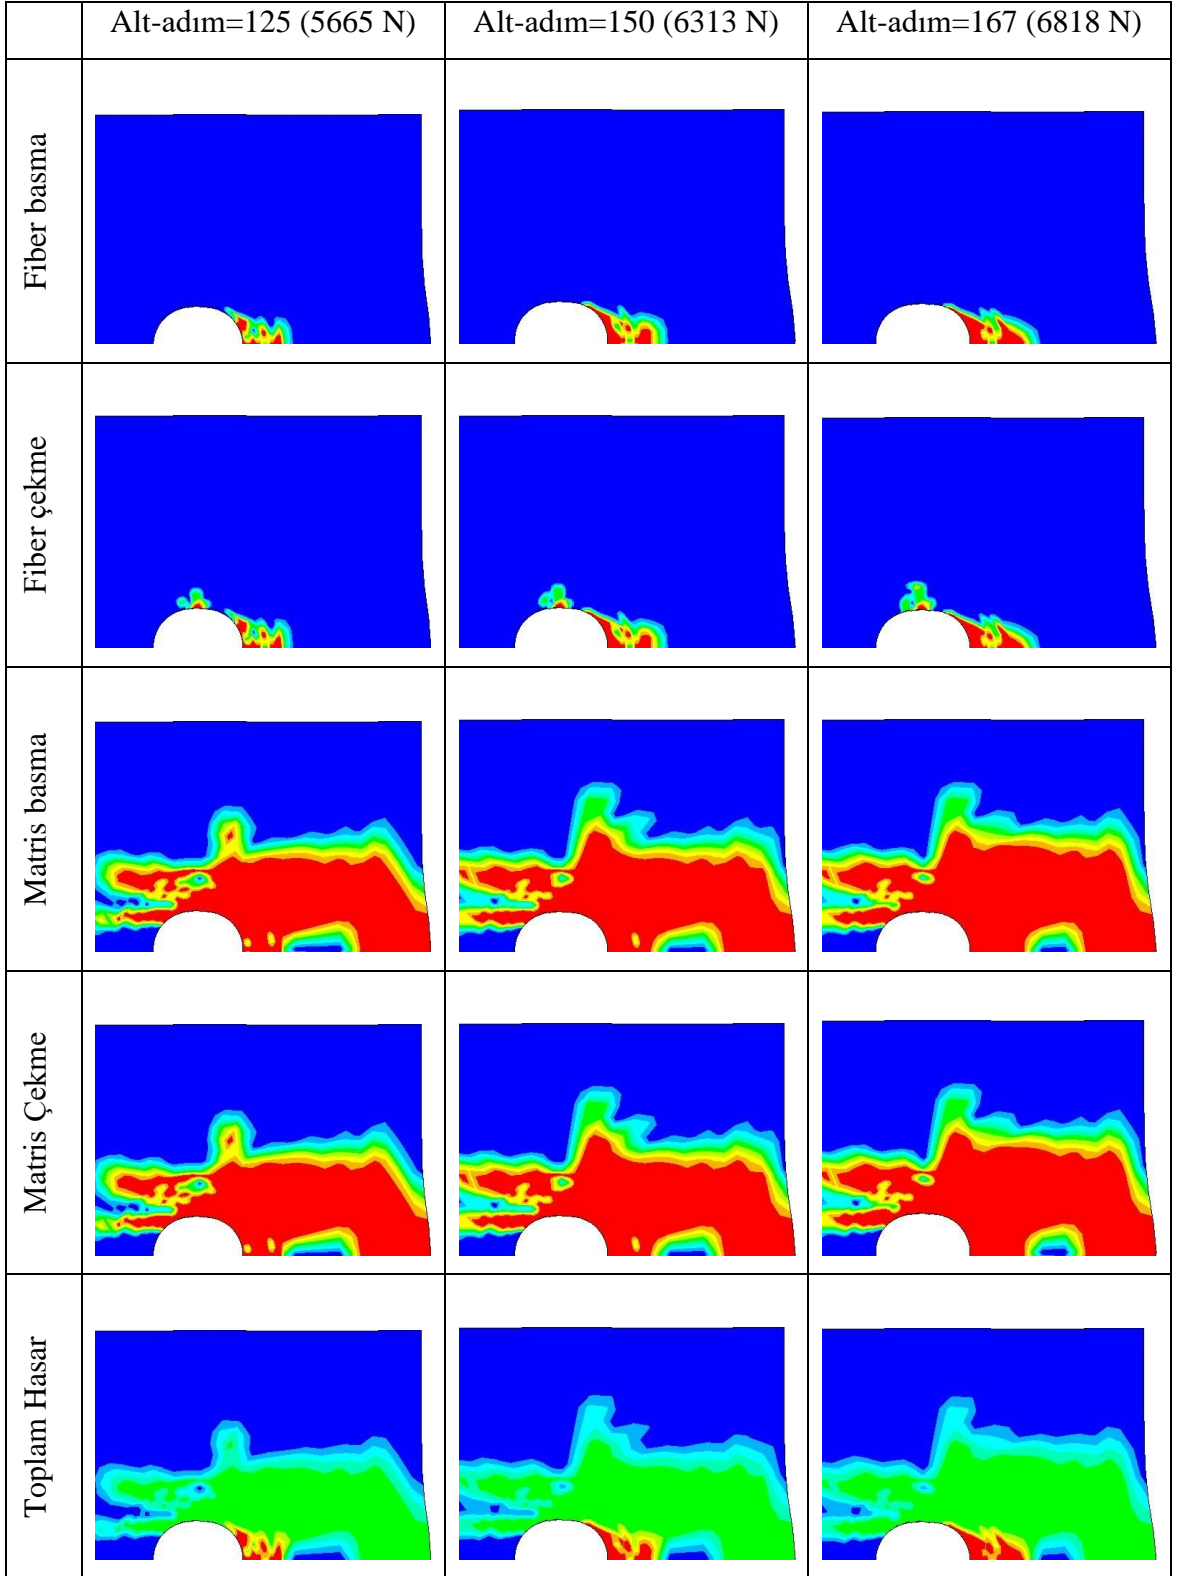 Alt-adım=125 (5665 N)
Alt-adım=150 (6313 N)
Alt-adım=167 (6818 N)
Fiber basma
Fiber çekme
Matris basma
Matris Çekme
Toplam Hasar